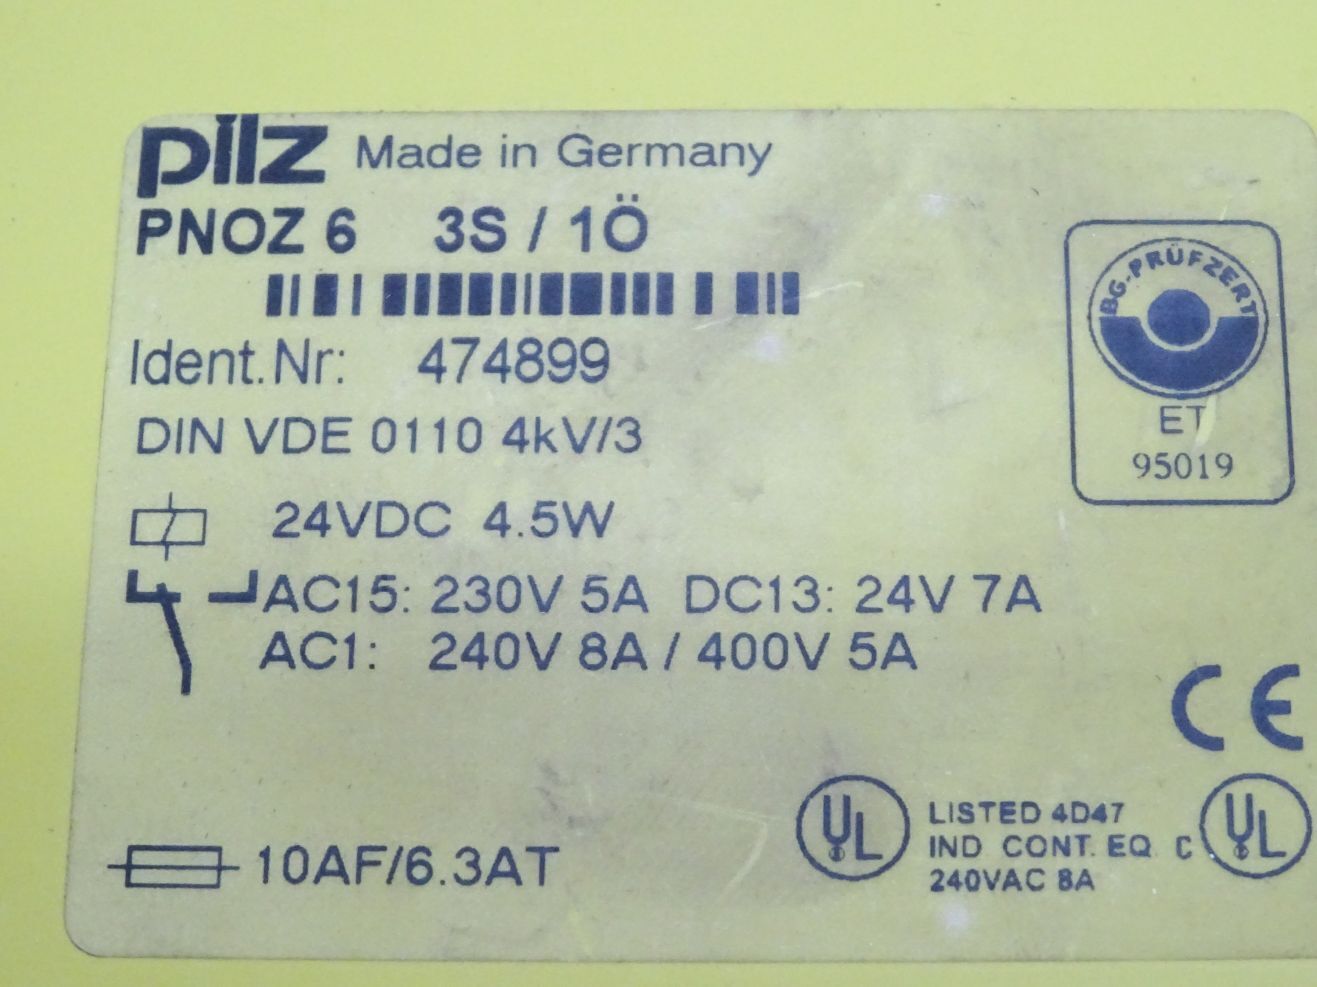 pilz Made in Germany
PNOZ 6 3S / 1Ö
Ident.Nr: 474899
DIN VDE 0110 4kV/3
24VDC 4.5W
AC15: 230V 5A DC13: 24V 7A
AC1: 240V 8A / 400V 5A
10AF/6.3AT
BG.-PRÜFZERT
ET
95019
CE
UL
LISTED 4D47
IND CONT. EQ
240VAC 8A
C UL